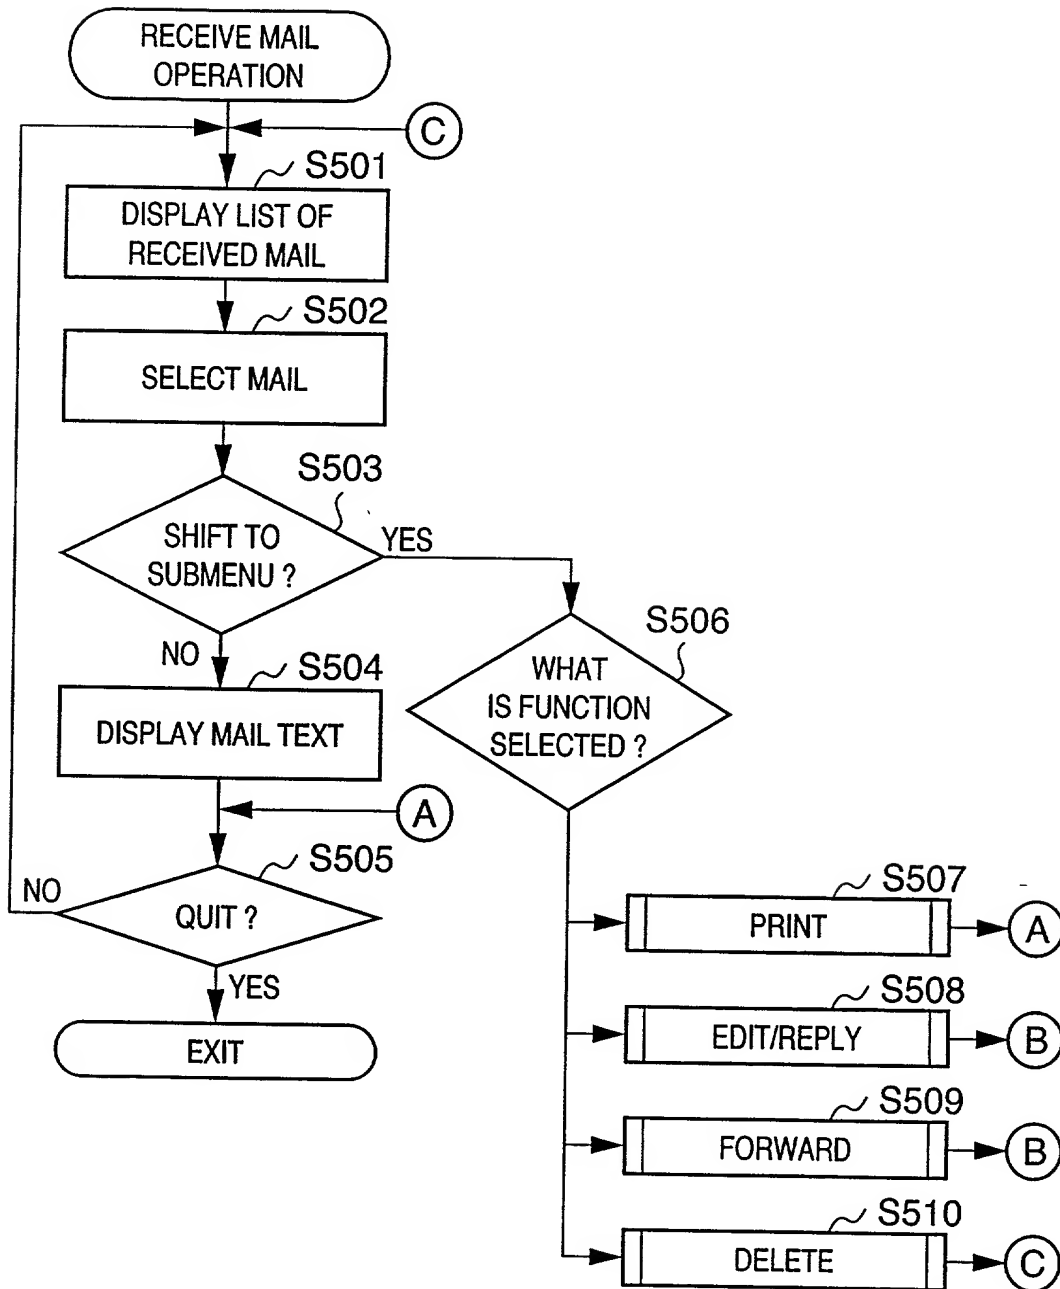 RECEIVE MAIL
OPERATION
C
S501
DISPLAY LIST OF
RECEIVED MAIL
S502
SELECT MAIL
S503
SHIFT TO
SUBMENU ?
YES
NO
S504
DISPLAY MAIL TEXT
A
S505
QUIT ?
NO
YES
EXIT
S506
WHAT
IS FUNCTION
SELECTED ?
S507
PRINT
A
S508
EDIT/REPLY
B
S509
FORWARD
B
S510
DELETE
C